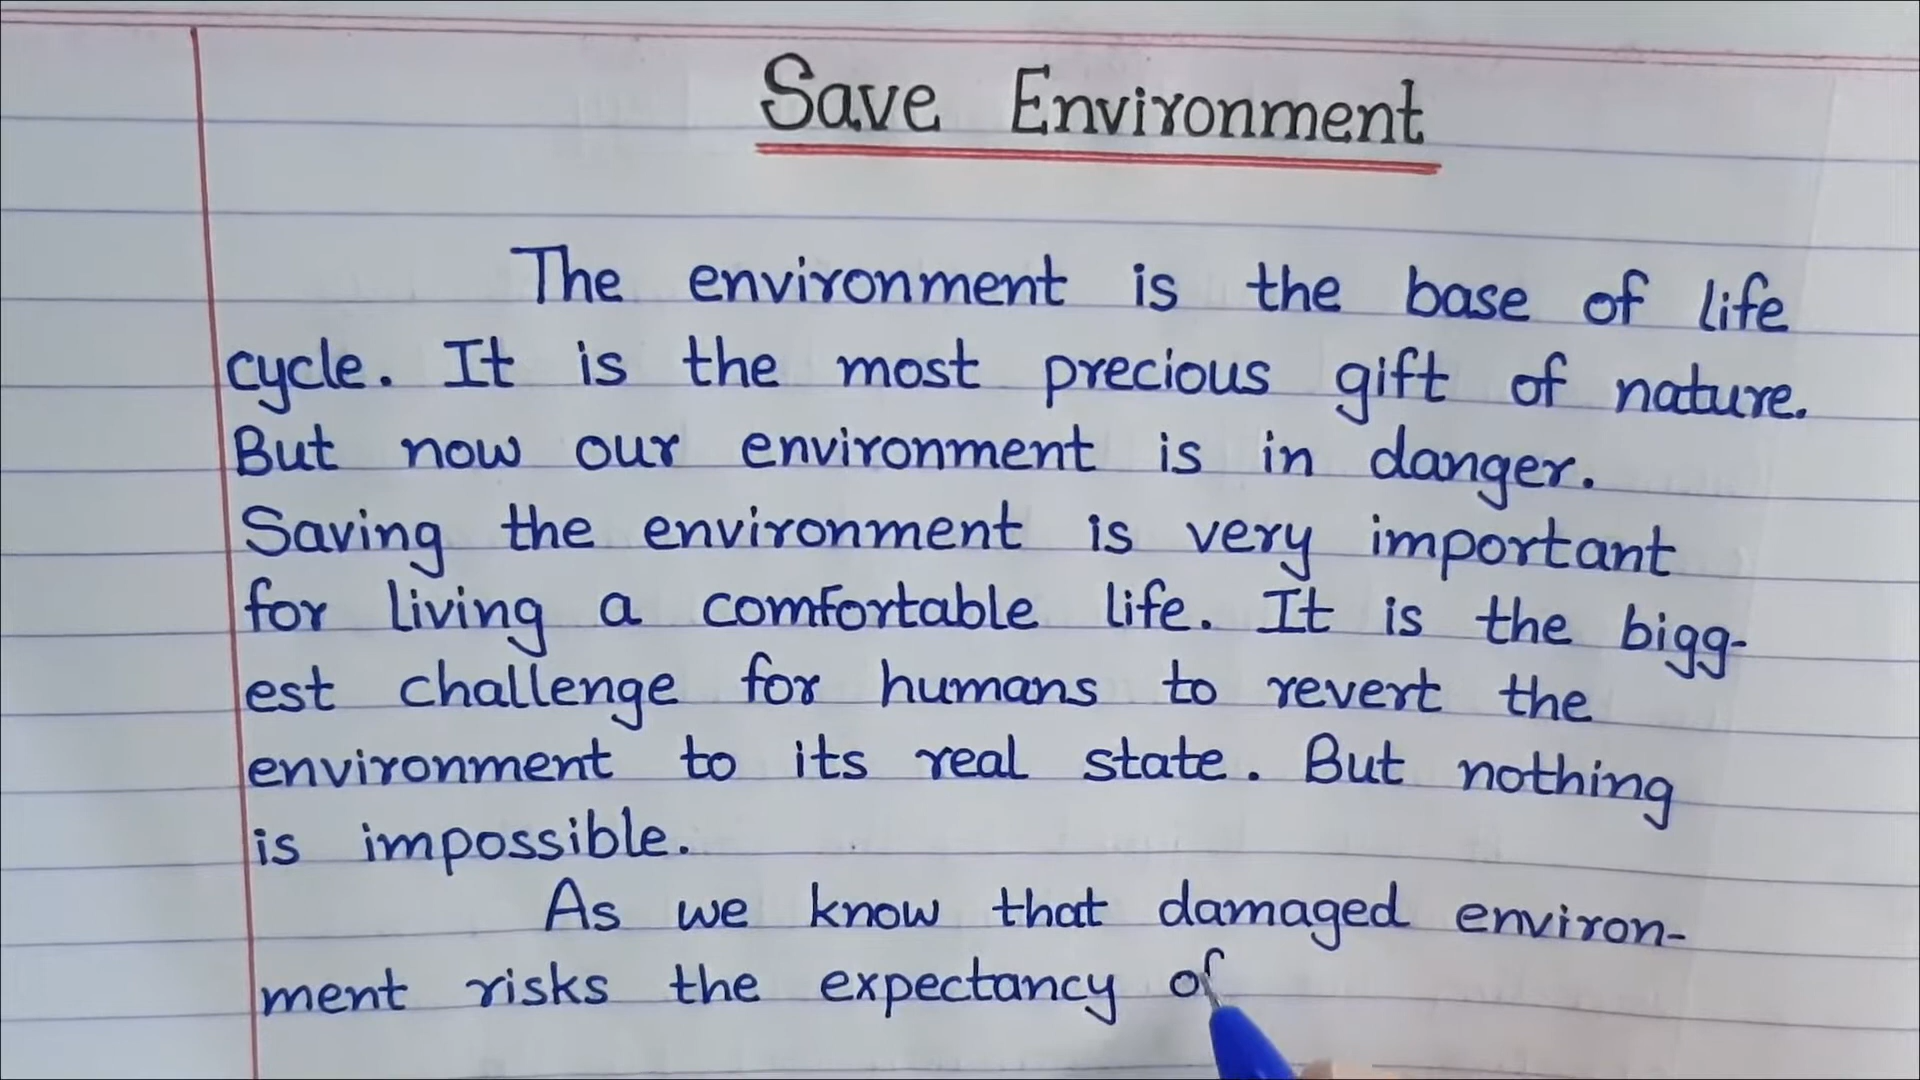 Save Environment
The environment is the base of life
cycle. It is the most precious gift of nature.
But now our environment is in danger.
Saving the environment is very important
for living a comfortable life. It is the bigg-
est challenge for humans to revert the
environment to its real state. But nothing
is impossible.
As we know that damaged environ-
ment risks the expectancy of